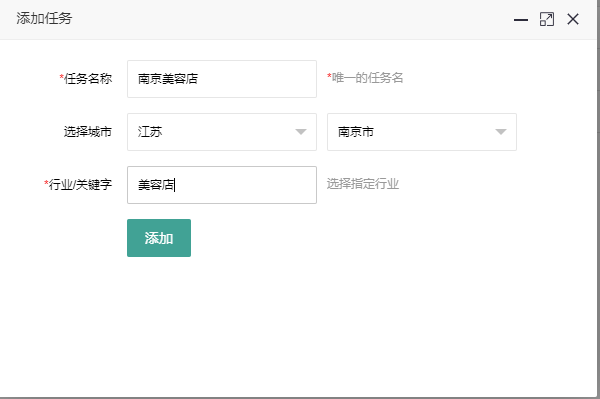 添加任务
*任务名称 南京美容店 *唯一的任务名
选择城市 江苏 南京市
*行业/关键字 美容店 选择指定行业
添加